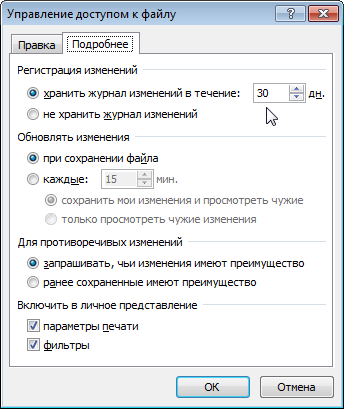 Управление доступом к файлу
Правка Подробнее
Регистрация изменений
хранить журнал изменений в течение: 30 дн.
не хранить журнал изменений
Обновлять изменения
при сохранении файла
каждые: 15 мин.
сохранить мои изменения и просмотреть чужие
только просмотреть чужие изменения
Для противоречивых изменений
запрашивать, чьи изменения имеют преимущество
ранее сохраненные имеют преимущество
Включить в личное представление
параметры печати
фильтры
ОК Отмена